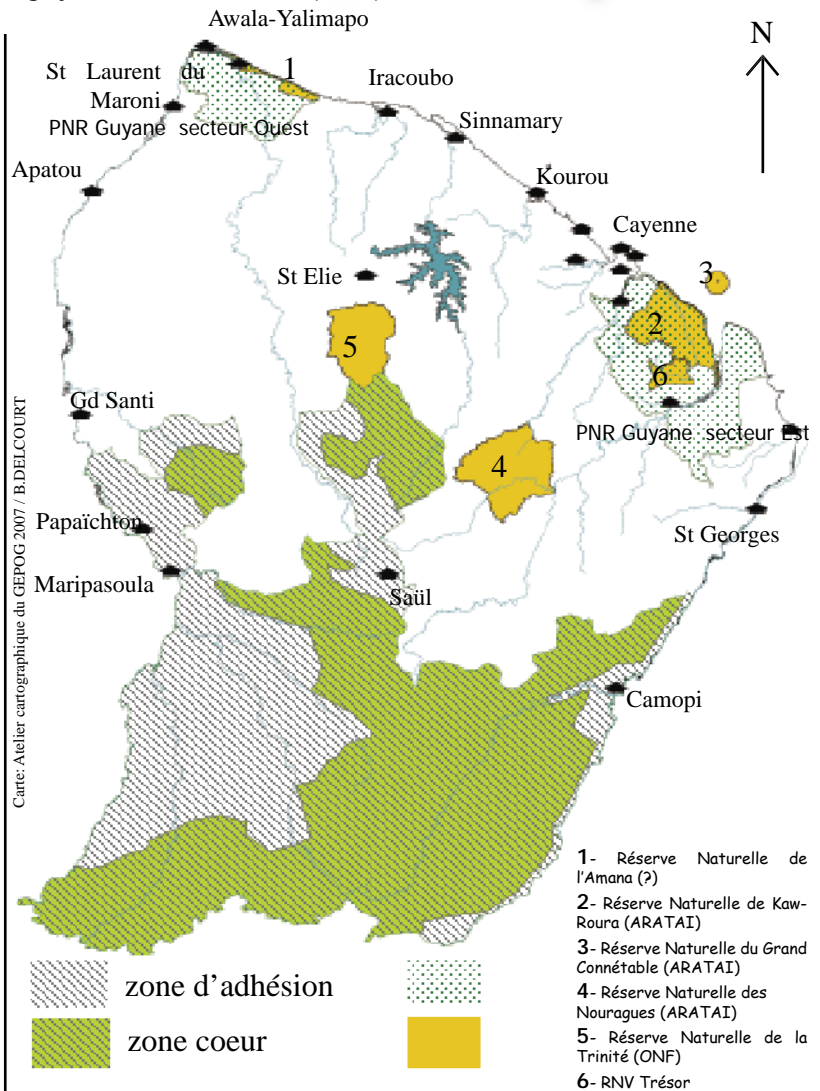 Awala-Yalimapo
N
St Laurent du
Maroni
1
Iracoubo
PNR Guyane secteur Ouest
Sinnamary
Apatou
Kourou
Cayenne
St Elie
3
2
5
6
Gd Santi
PNR Guyane secteur Est
4
Papaïchton
St Georges
Maripasoula
Saül
Camopi
Carte: Atelier cartographique du GEPOG 2007 / B.DELCOURT
1- Réserve Naturelle de
l'Amana (?)
2- Réserve Naturelle de Kaw-
Roura (ARATAI)
3- Réserve Naturelle du Grand
Connétable (ARATAI)
4- Réserve Naturelle des
Nouragues (ARATAI)
5- Réserve Naturelle de la
Trinité (ONF)
6- RNV Trésor
zone d'adhésion
zone coeur